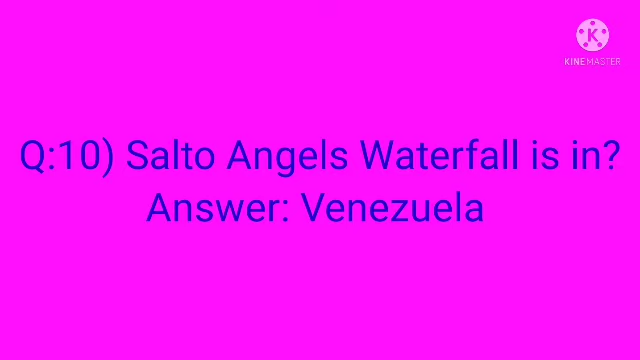 K
KINEMASTER
Q:10) Salto Angels Waterfall is in?
Answer: Venezuela